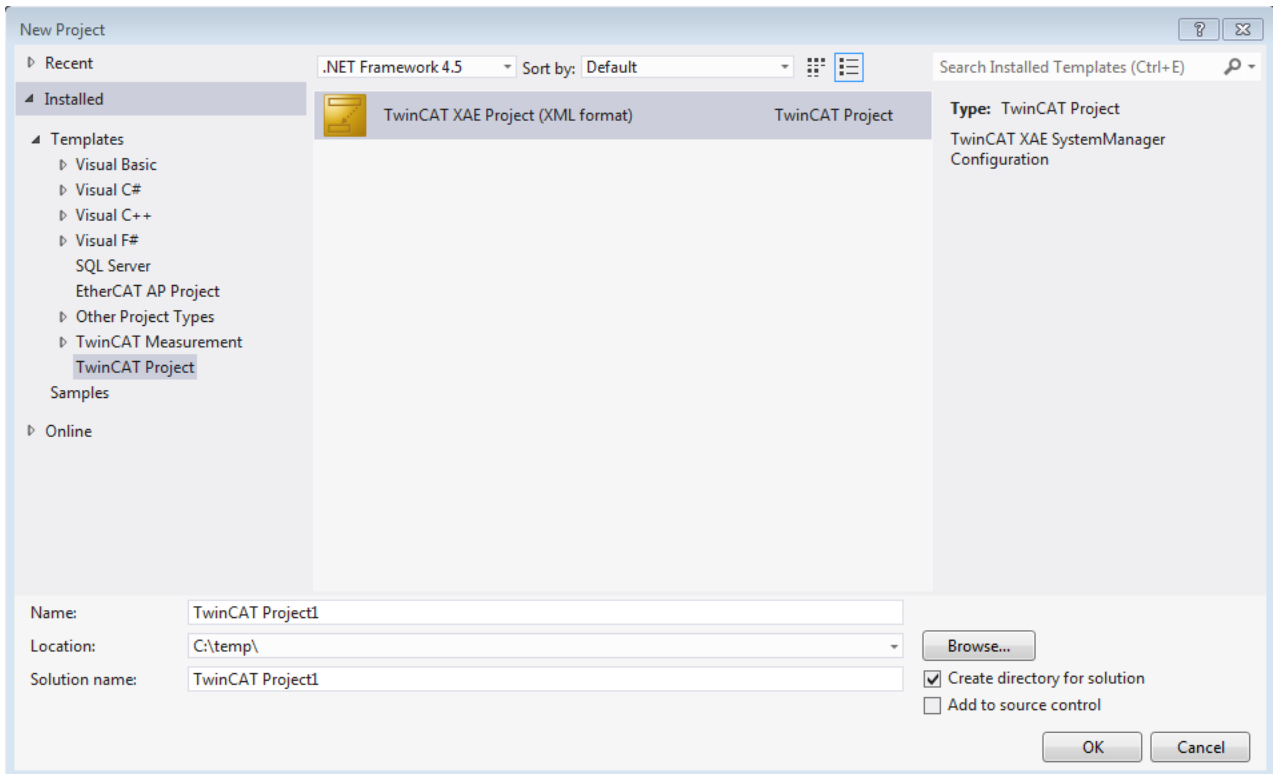 New Project
Recent
Installed
Templates
Visual Basic
Visual C#
Visual C++
Visual F#
SQL Server
EtherCAT AP Project
Other Project Types
TwinCAT Measurement
TwinCAT Project
Samples
Online
.NET Framework 4.5 Sort by: Default
TwinCAT XAE Project (XML format) TwinCAT Project
Search Installed Templates (Ctrl+E)
Type: TwinCAT Project
TwinCAT XAE SystemManager
Configuration
Name: TwinCAT Project1
Location: C:\temp\
Browse...
Solution name: TwinCAT Project1
Create directory for solution
Add to source control
OK Cancel